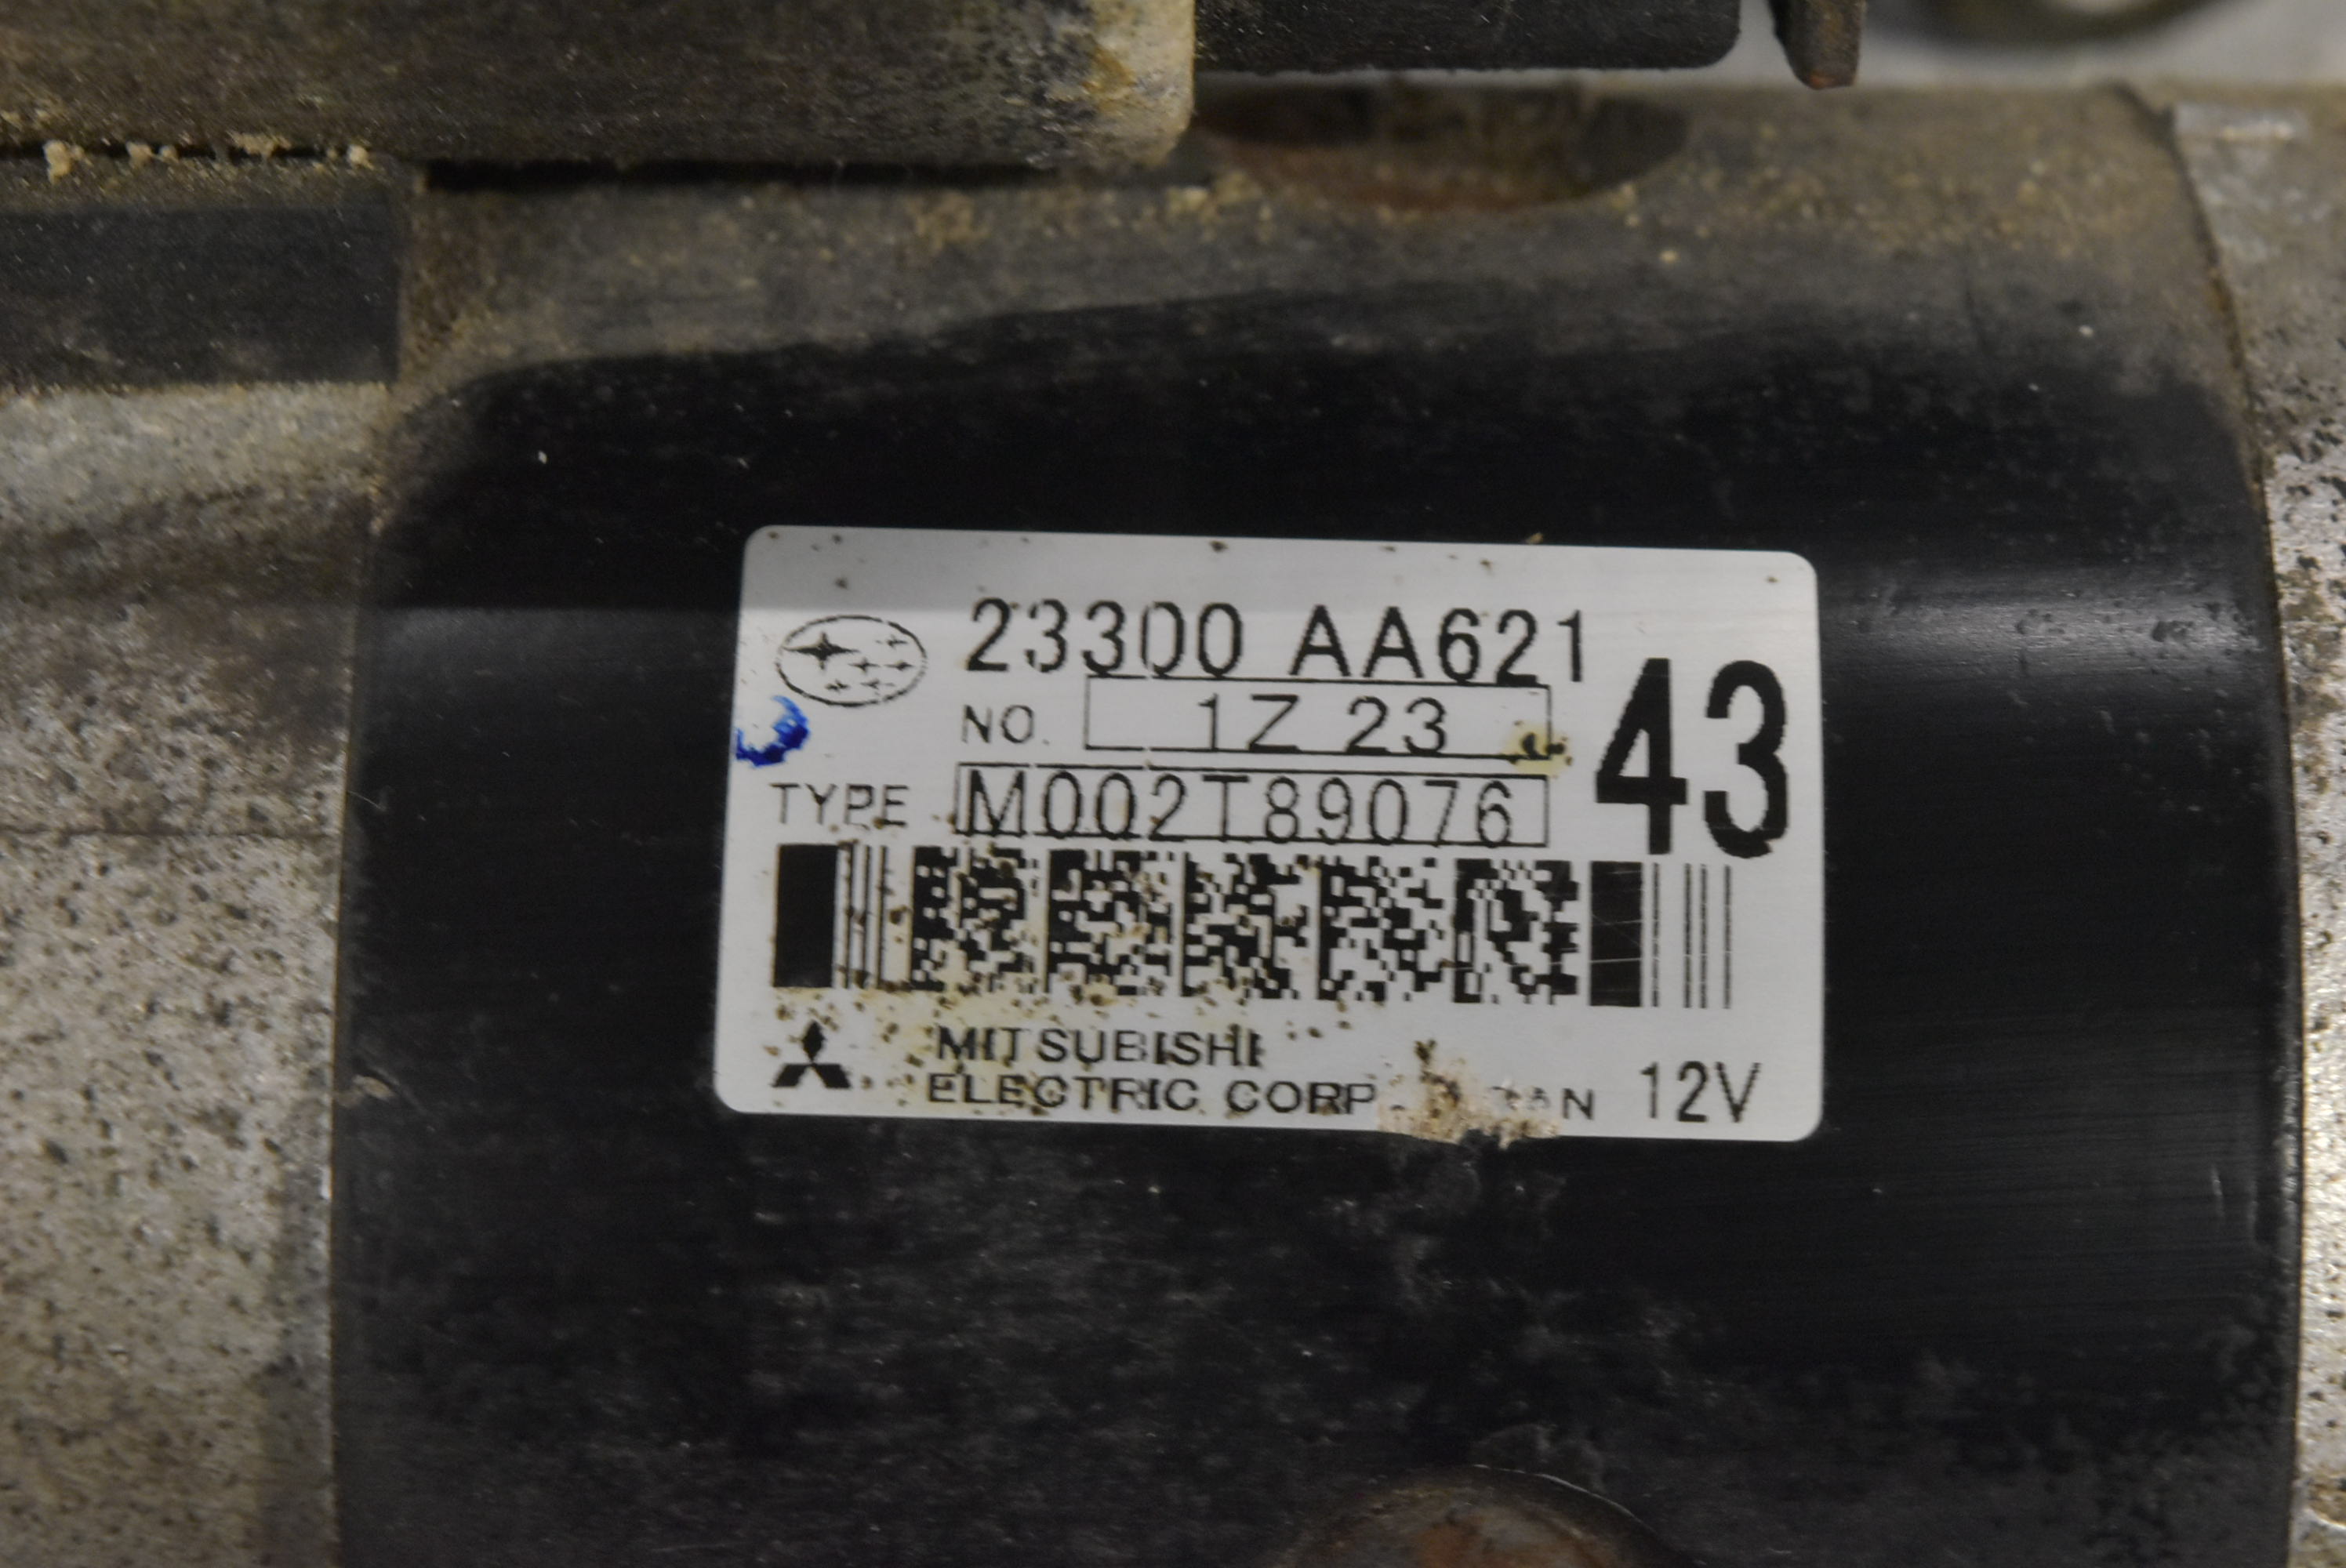 23300 AA621
NO. 1Z 23
43
TYPE M002T89076
MITSUBISHI
ELECTRIC CORP. 12V